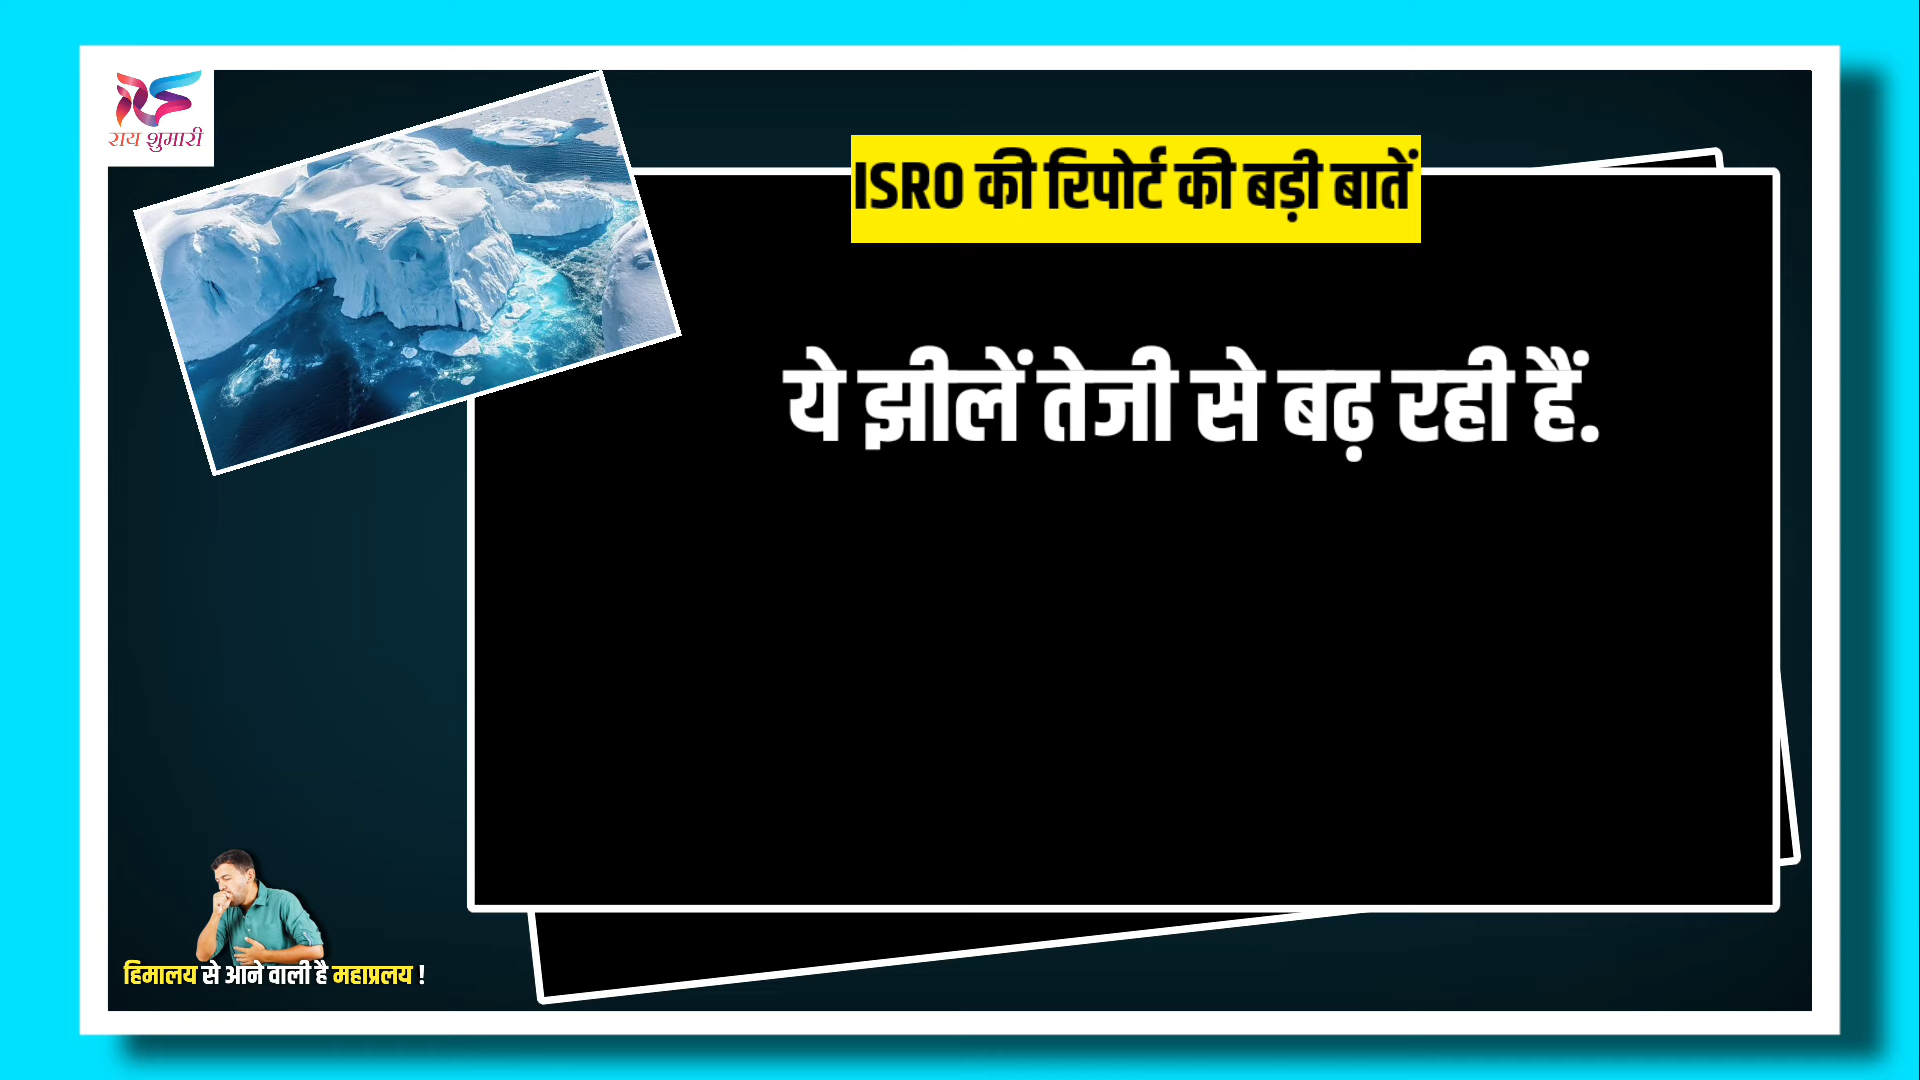 राय शुमारी
ISRO की रिपोर्ट की बड़ी बातें
ये झीलें तेजी से बढ़ रही हैं.
हिमालय से आने वाली है महाप्रलय !